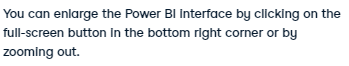 You can enlarge the Power BI interface by clicking on the
full-screen button in the bottom right corner or by
zooming out.